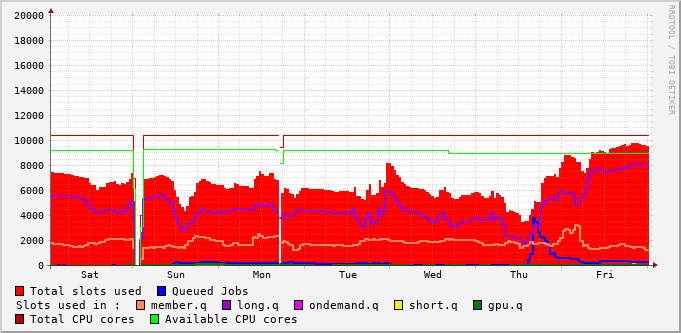 20000
18000
16000
14000
12000
10000
8000
6000
4000
2000
0
Sat Sun Mon Tue Wed Thu Fri
RRDTOOL / TOBI OETIKER
Total slots used Queued Jobs
Slots used in : member.q long.q ondemand.q short.q gpu.q
Total CPU cores Available CPU cores